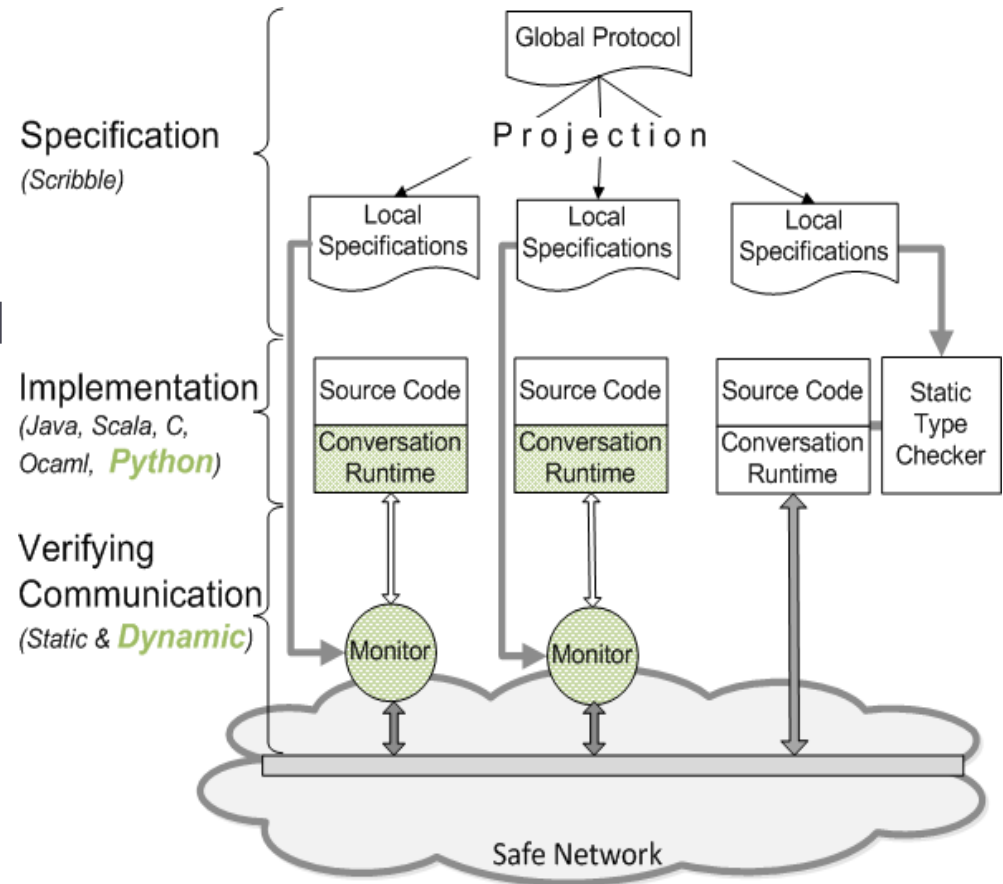 Global Protocol
Projection
Specification
(Scribble)
Local
Specifications
Local
Specifications
Local
Specifications
Implementation
(Java, Scala, C,
Ocaml, Python)
Source Code
Conversation
Runtime
Source Code
Conversation
Runtime
Source Code
Conversation
Runtime
Static
Type
Checker
Verifying
Communication
(Static & Dynamic)
Monitor
Monitor
Safe Network